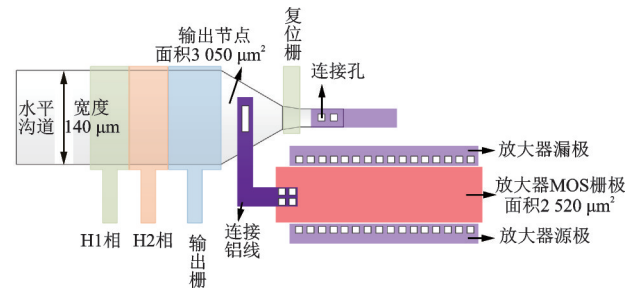 复位栅
输出节点
面积3 050 μm²
连接孔
水平
沟道
宽度
140 μm
放大器漏极
放大器MOS栅极
面积2 520 μm²
放大器源极
H1相
H2相
输出栅
连接
铝线